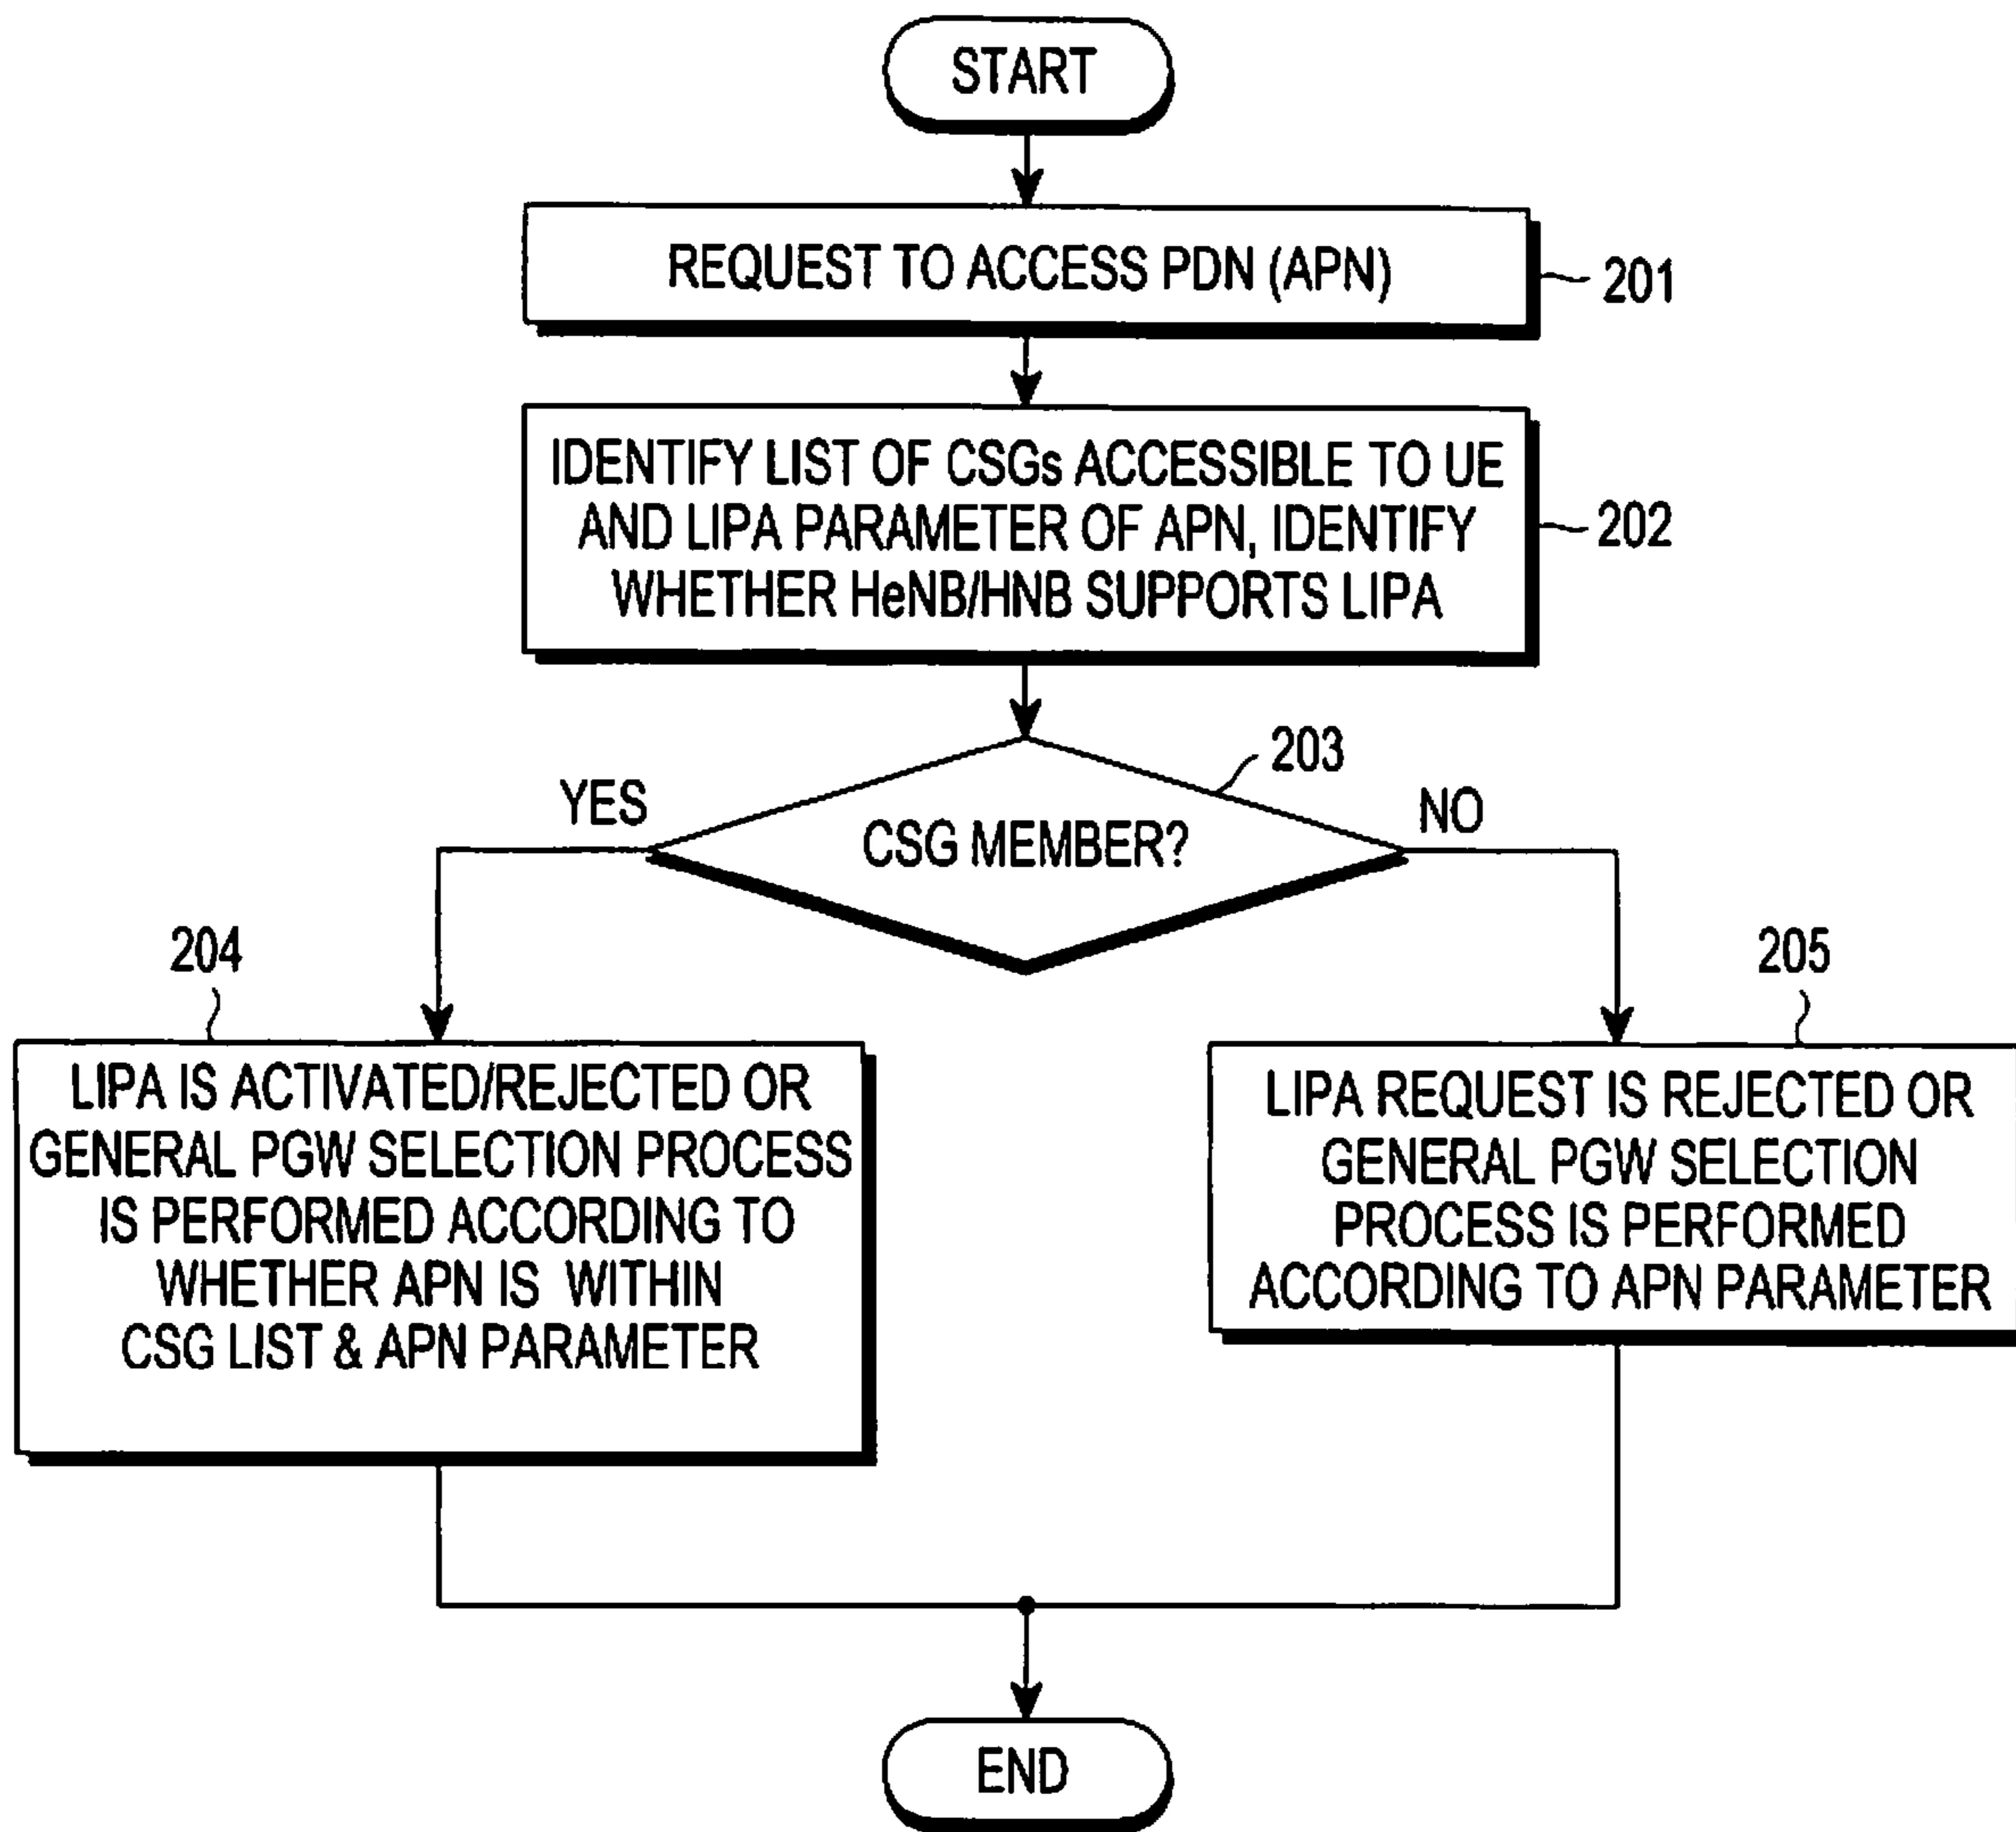 START
REQUEST TO ACCESS PDN (APN)
201
IDENTIFY LIST OF CSGs ACCESSIBLE TO UE
AND LIPA PARAMETER OF APN, IDENTIFY
WHETHER HeNB/HNB SUPPORTS LIPA
202
203
YES
CSG MEMBER?
NO
204
LIPA IS ACTIVATED/REJECTED OR
GENERAL PGW SELECTION PROCESS
IS PERFORMED ACCORDING TO
WHETHER APN IS WITHIN
CSG LIST & APN PARAMETER
205
LIPA REQUEST IS REJECTED OR
GENERAL PGW SELECTION
PROCESS IS PERFORMED
ACCORDING TO APN PARAMETER
END